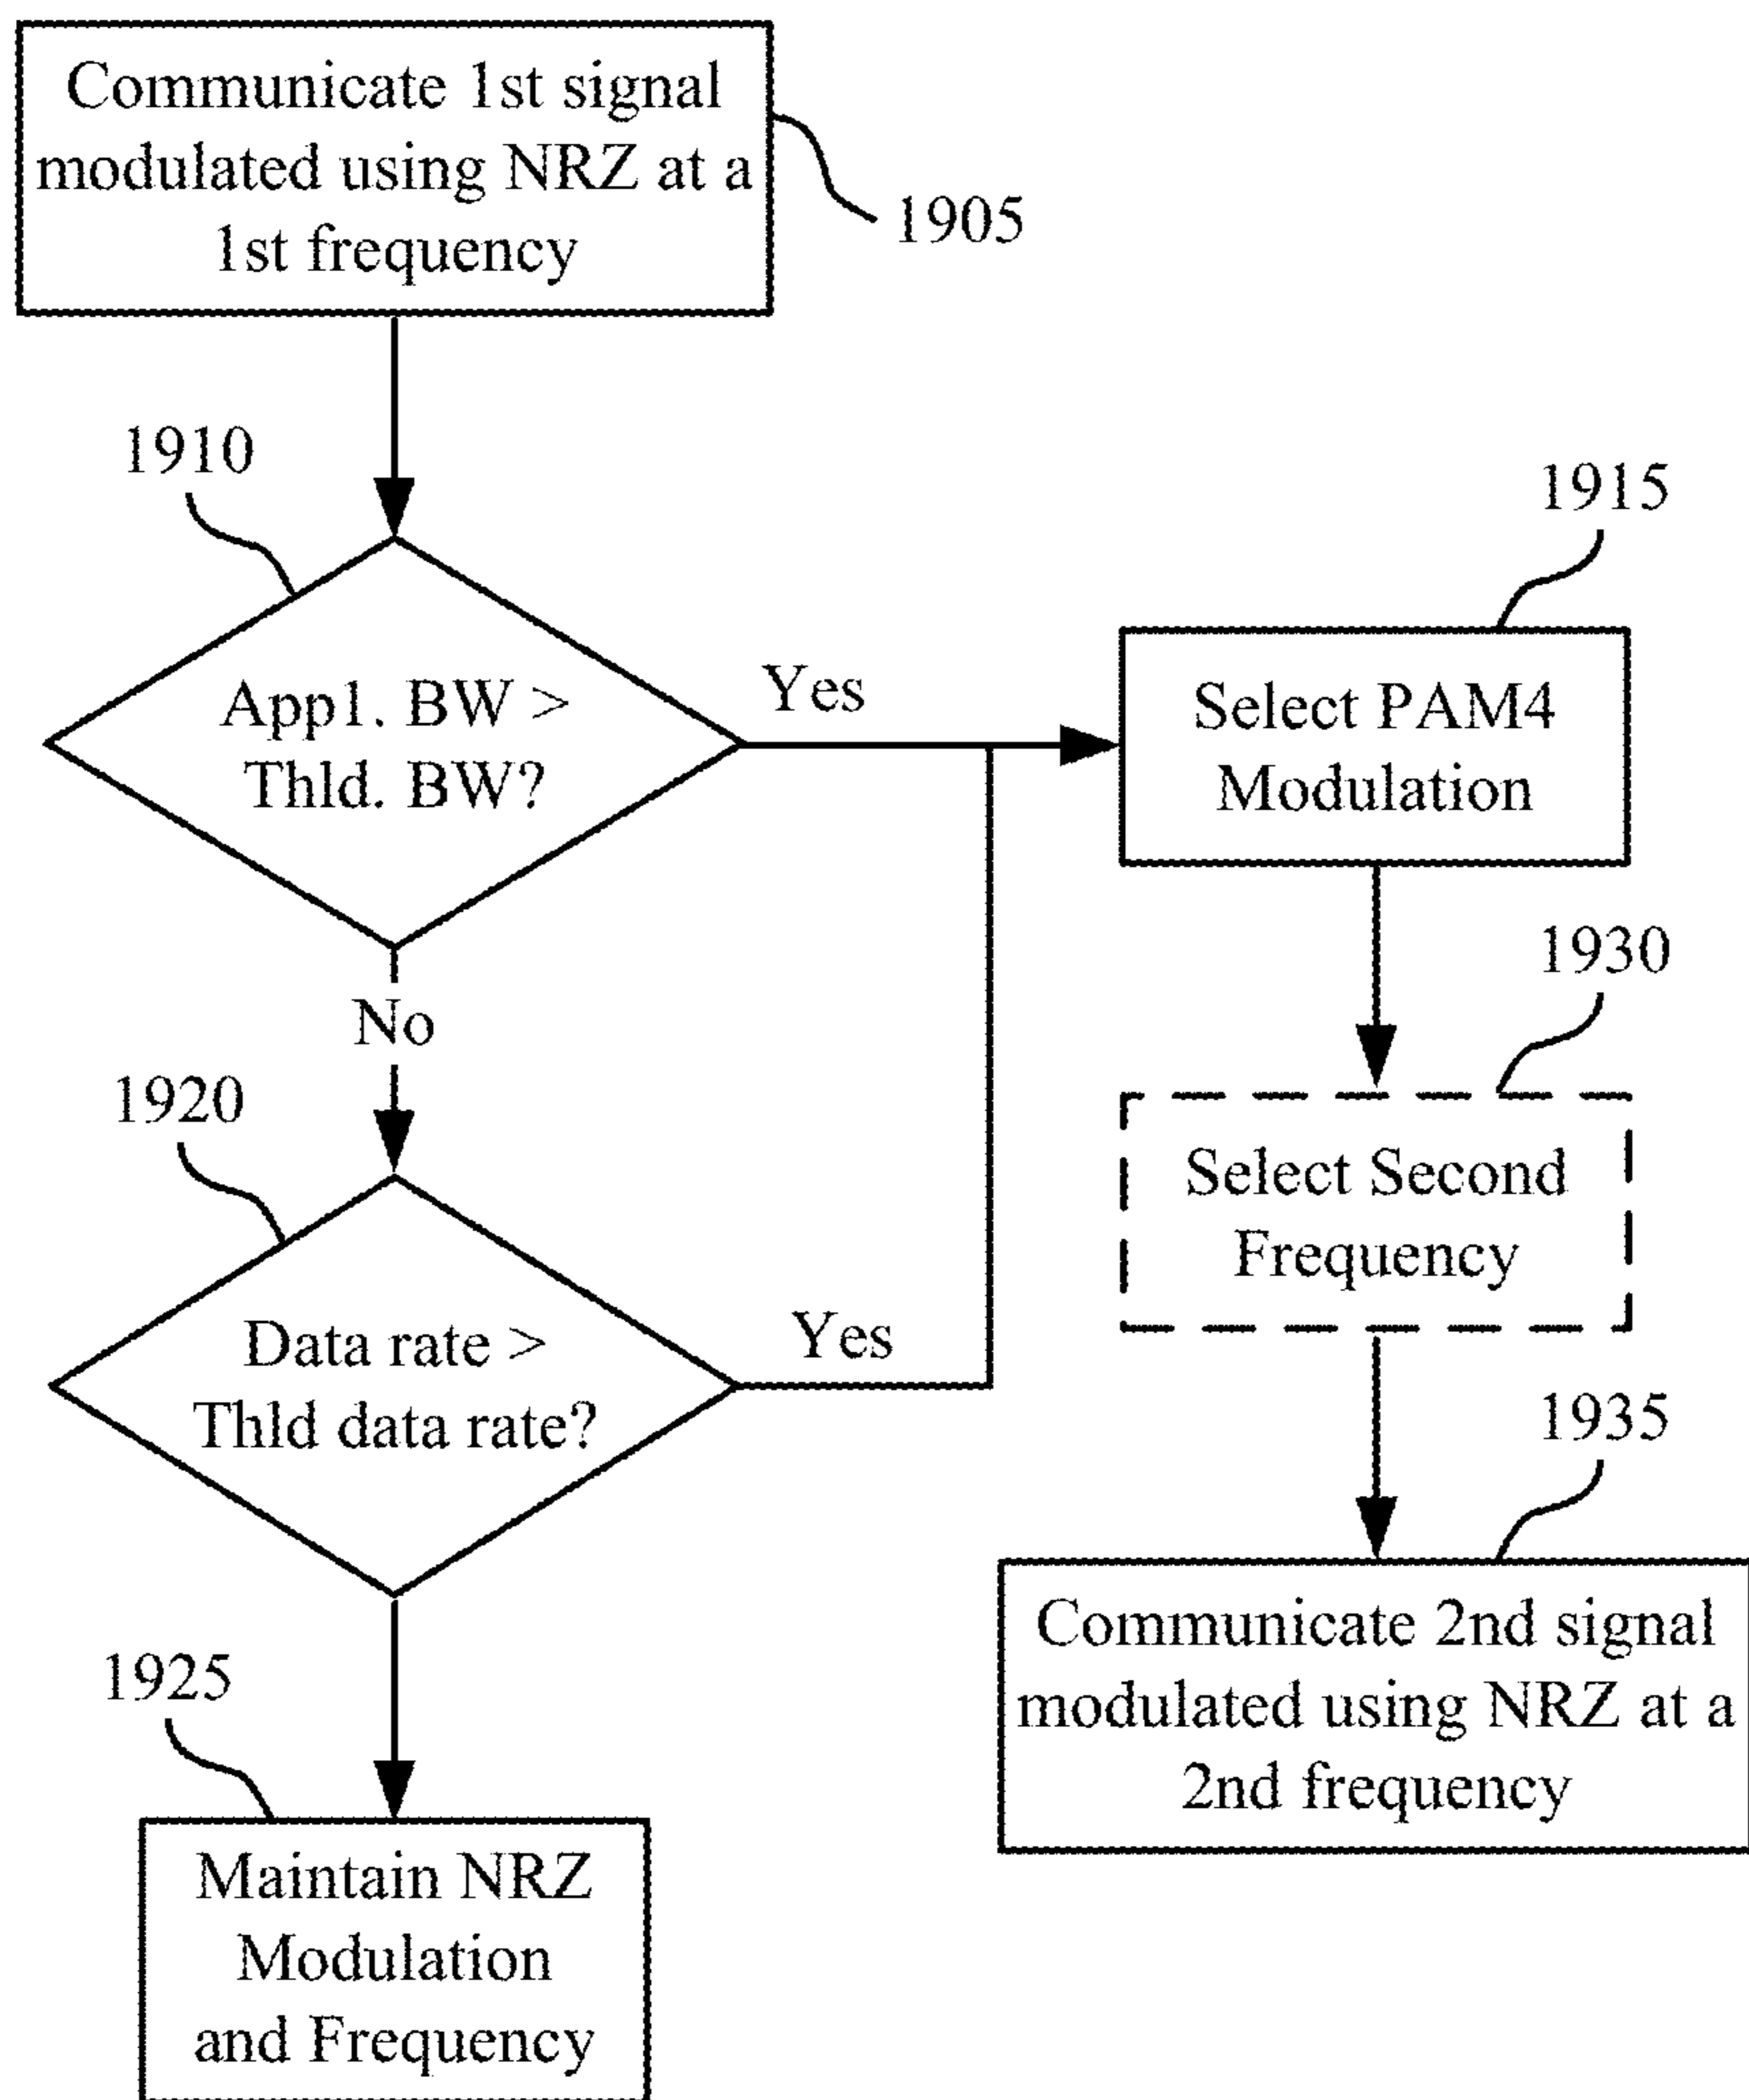 Communicate 1st signal
modulated using NRZ at a
1st frequency
1905
1910
App1. BW >
Thld. BW?
Yes
1915
Select PAM4
Modulation
No
1930
Select Second
Frequency
1920
Data rate >
Thld data rate?
Yes
1935
Communicate 2nd signal
modulated using NRZ at a
2nd frequency
1925
Maintain NRZ
Modulation
and Frequency